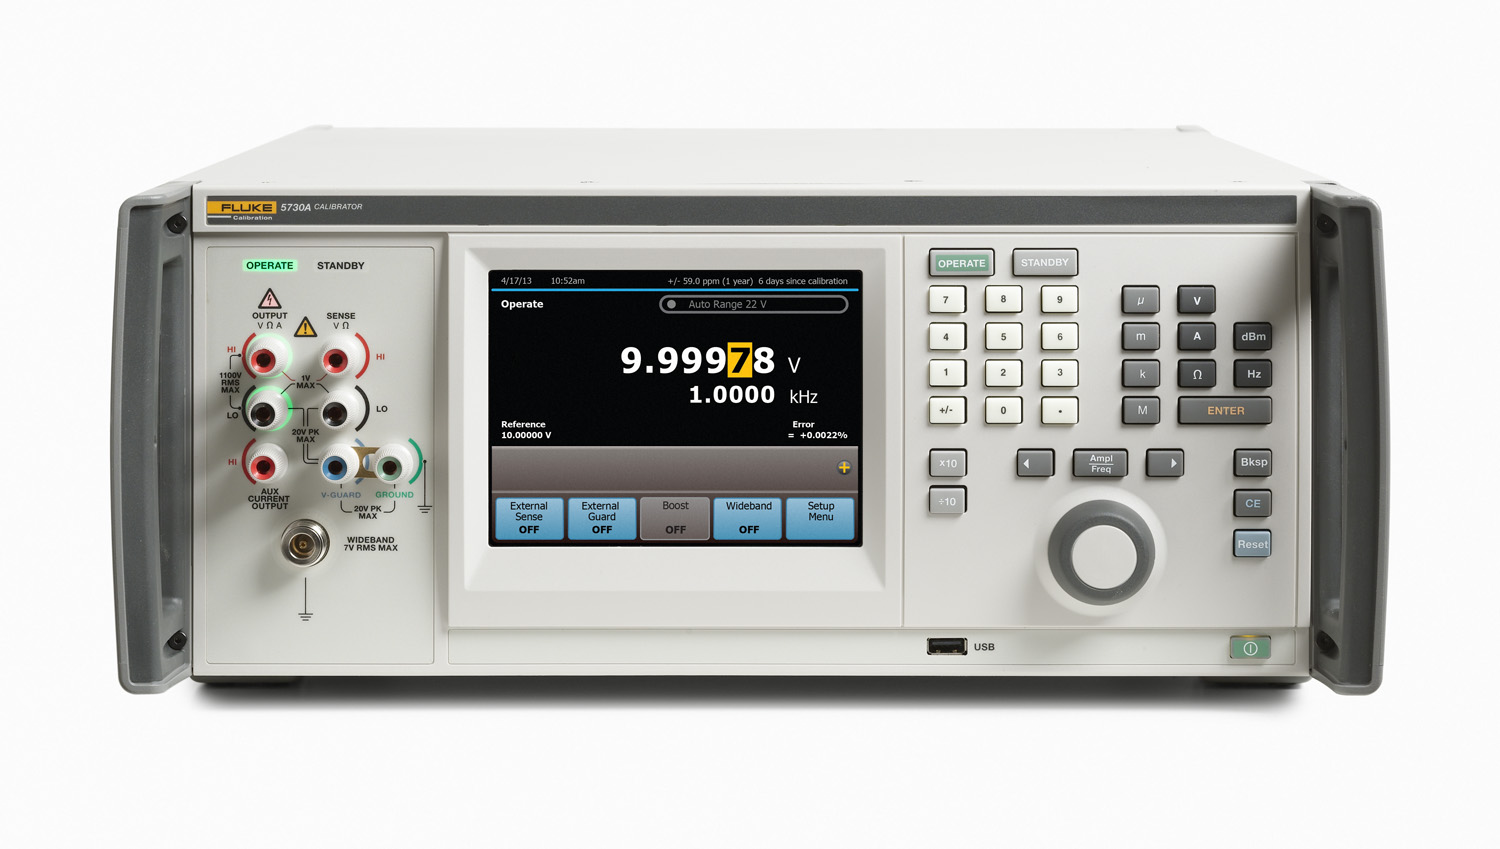 FLUKE
Calibration
5730A CALIBRATOR
OPERATE STANDBY
OUTPUT
V Ω A
SENSE
V Ω
HI
HI
1100V
RMS
MAX
1V
MAX
LO
LO
20V PK
MAX
HI
AUX
CURRENT
OUTPUT
V-GUARD
GROUND
20V PK
MAX
WIDEBAND
7V RMS MAX
4/17/13 10:52am +/- 59.0 ppm (1 year) 6 days since calibration
Operate
Auto Range 22 V
9.99978 V
1.0000 kHz
Reference
10.00000 V
Error
= +0.0022%
External
Sense
OFF
External
Guard
OFF
Boost
OFF
Wideband
OFF
Setup
Menu
OPERATE STANDBY
7 8 9 µ V
4 5 6 m A dBm
1 2 3 k Ω Hz
+/- 0 . M ENTER
x10
Ampl
Freq
Bksp
÷10
CE
Reset
USB